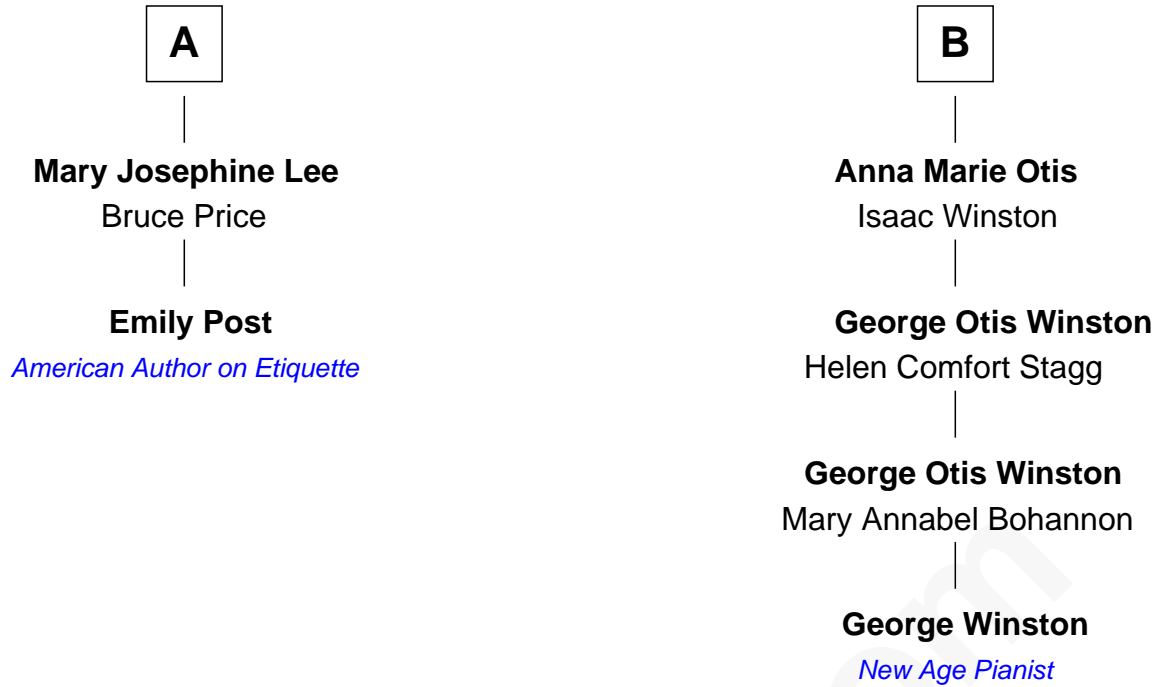 A
Mary Josephine Lee
Bruce Price
Emily Post
American Author on Etiquette
B
Anna Marie Otis
Isaac Winston
George Otis Winston
Helen Comfort Stagg
George Otis Winston
Mary Annabel Bohannon
George Winston
New Age Pianist